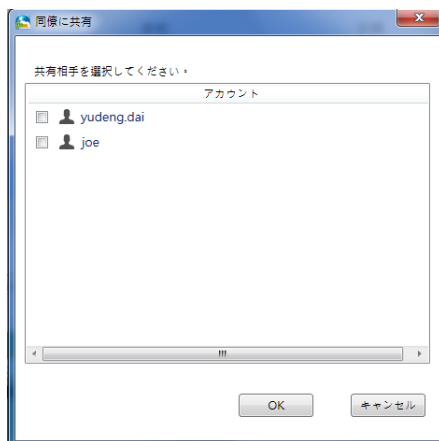 同僚に共有
共有相手を選択してください。
アカウント
yudeng.dai
joe
OK
キャンセル